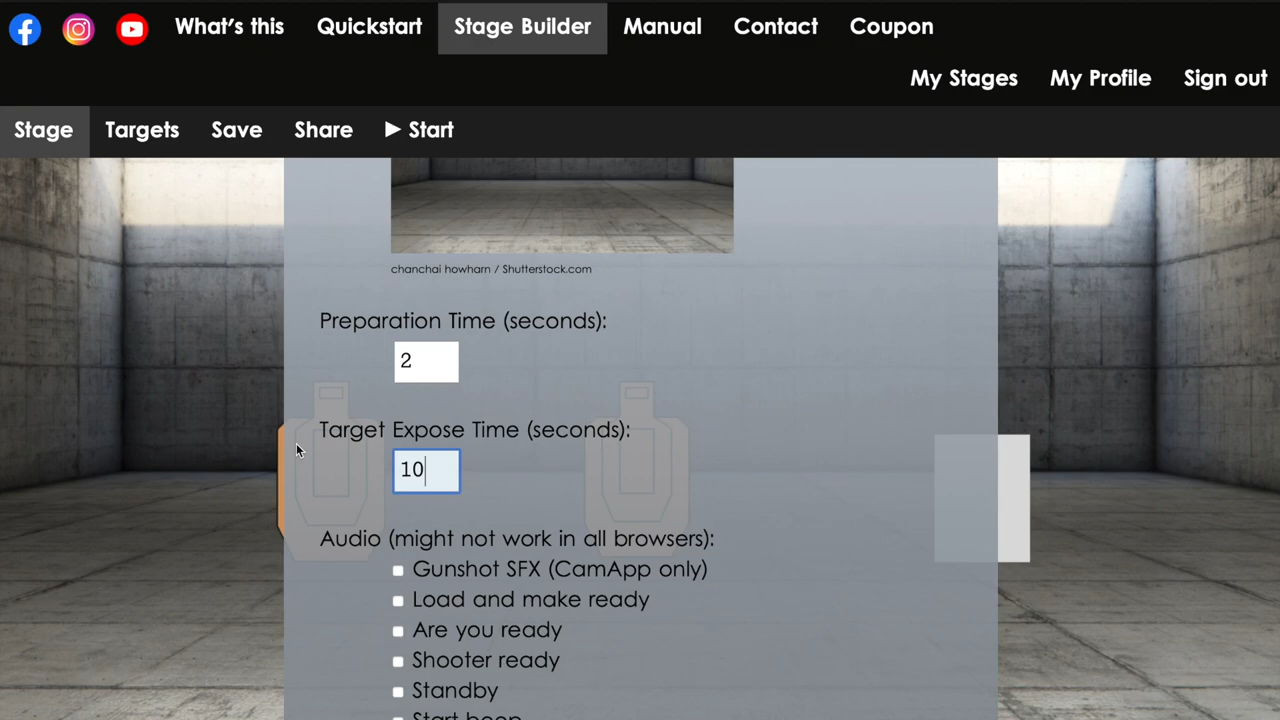 What's this Quickstart Stage Builder Manual Contact Coupon
My Stages My Profile Sign out
Stage Targets Save Share ▶ Start
chanchai howharn / Shutterstock.com
Preparation Time (seconds):
2
Target Expose Time (seconds):
10
Audio (might not work in all browsers):
Gunshot SFX (CamApp only)
Load and make ready
Are you ready
Shooter ready
Standby
Start beep